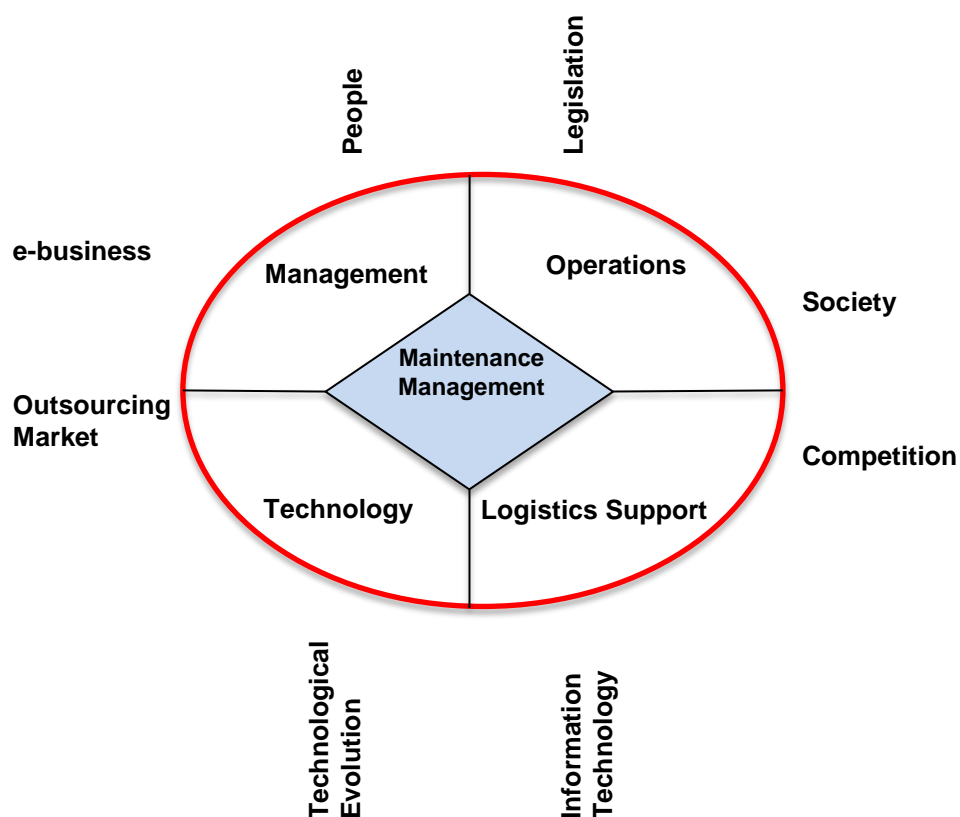 People
Legislation
e-business
Management
Operations
Society
Maintenance
Management
Outsourcing
Market
Competition
Technology
Logistics Support
Technological
Evolution
Information
Technology